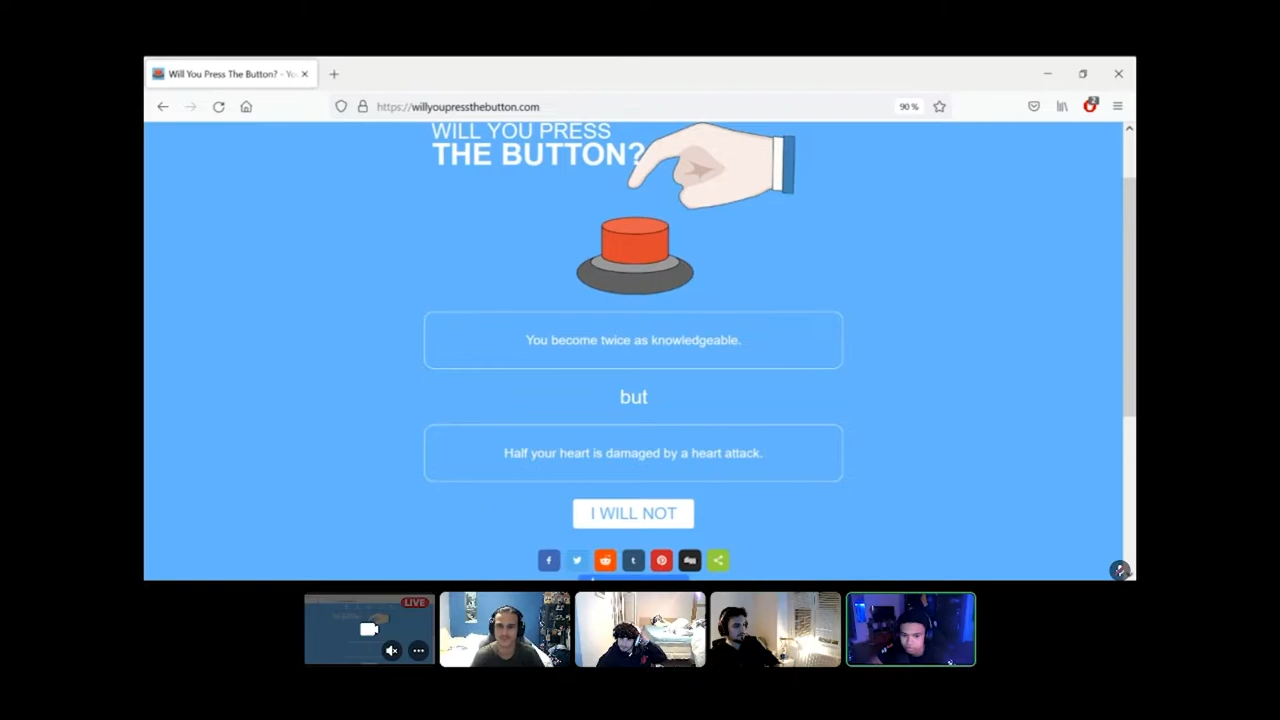 Will You Press The Button? - Yo
https://willyoupressthebutton.com
90%
2
WILL YOU PRESS
THE BUTTON?
You become twice as knowledgeable.
but
Half your heart is damaged by a heart attack.
I WILL NOT
LIVE